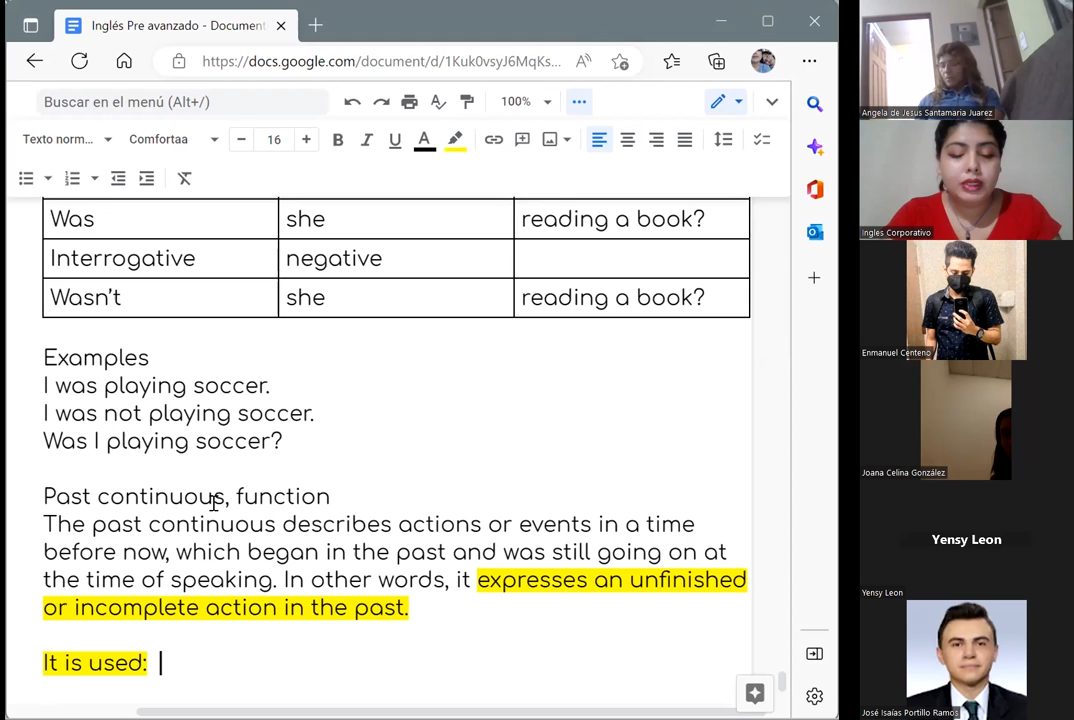 Inglés Pre avanzado - Document
https://docs.google.com/document/d/1Kuk0vsyJ6MqKs...
Buscar en el menú (Alt+/)
100%
Texto norm...
Comfortaa
16
Was she reading a book?
Interrogative negative
Wasn't she reading a book?
Examples
I was playing soccer.
I was not playing soccer.
Was I playing soccer?
Past continuous, function
The past continuous describes actions or events in a time
before now, which began in the past and was still going on at
the time of speaking. In other words, it expresses an unfinished
or incomplete action in the past.
It is used:
Angela de Jesus Santamaria Juarez
Ingles Corporativo
Enmanuel Centeno
Joana Celina González
Yensy Leon
Yensy Leon
José Isaías Portillo Ramos